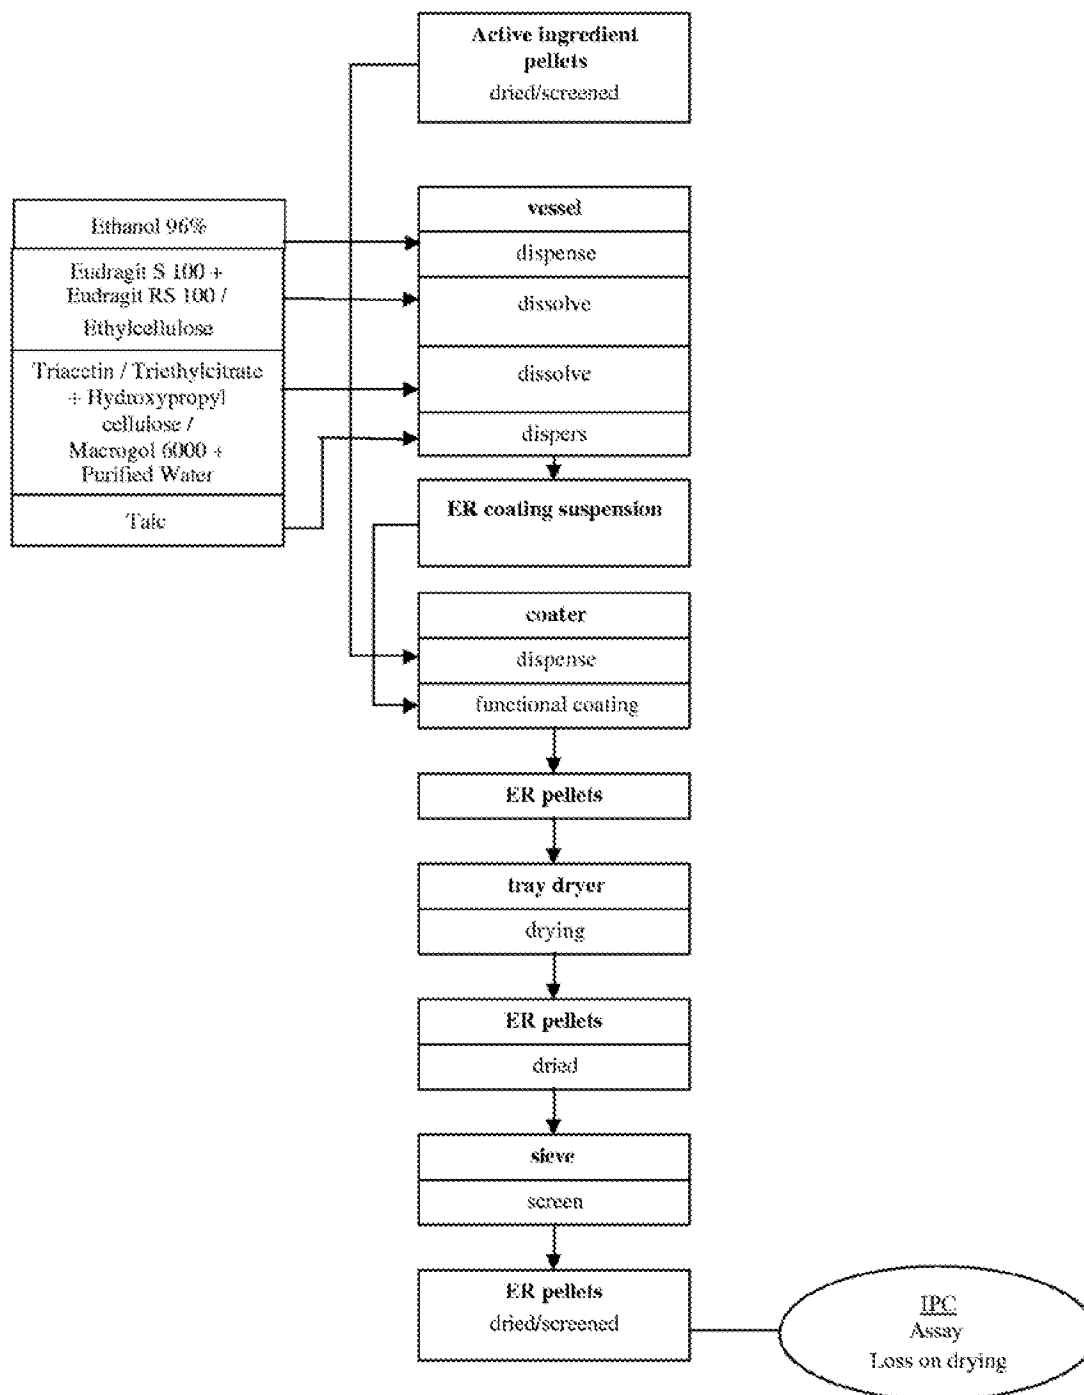 Active ingredient
pellets
dried/screened
Ethanol 96%
Eudragit S 100 +
Eudragit RS 100 /
Ethylcellulose
Triacetin / Triethylcitrate
+ Hydroxypropyl
cellulose /
Macrogol 6000 +
Purified Water
Talc
vessel
dispense
dissolve
dissolve
dispers
ER coating suspension
coater
dispense
functional coating
ER pellets
tray dryer
drying
ER pellets
dried
sieve
screen
ER pellets
dried/screened
IPC
Assay
Loss on drying